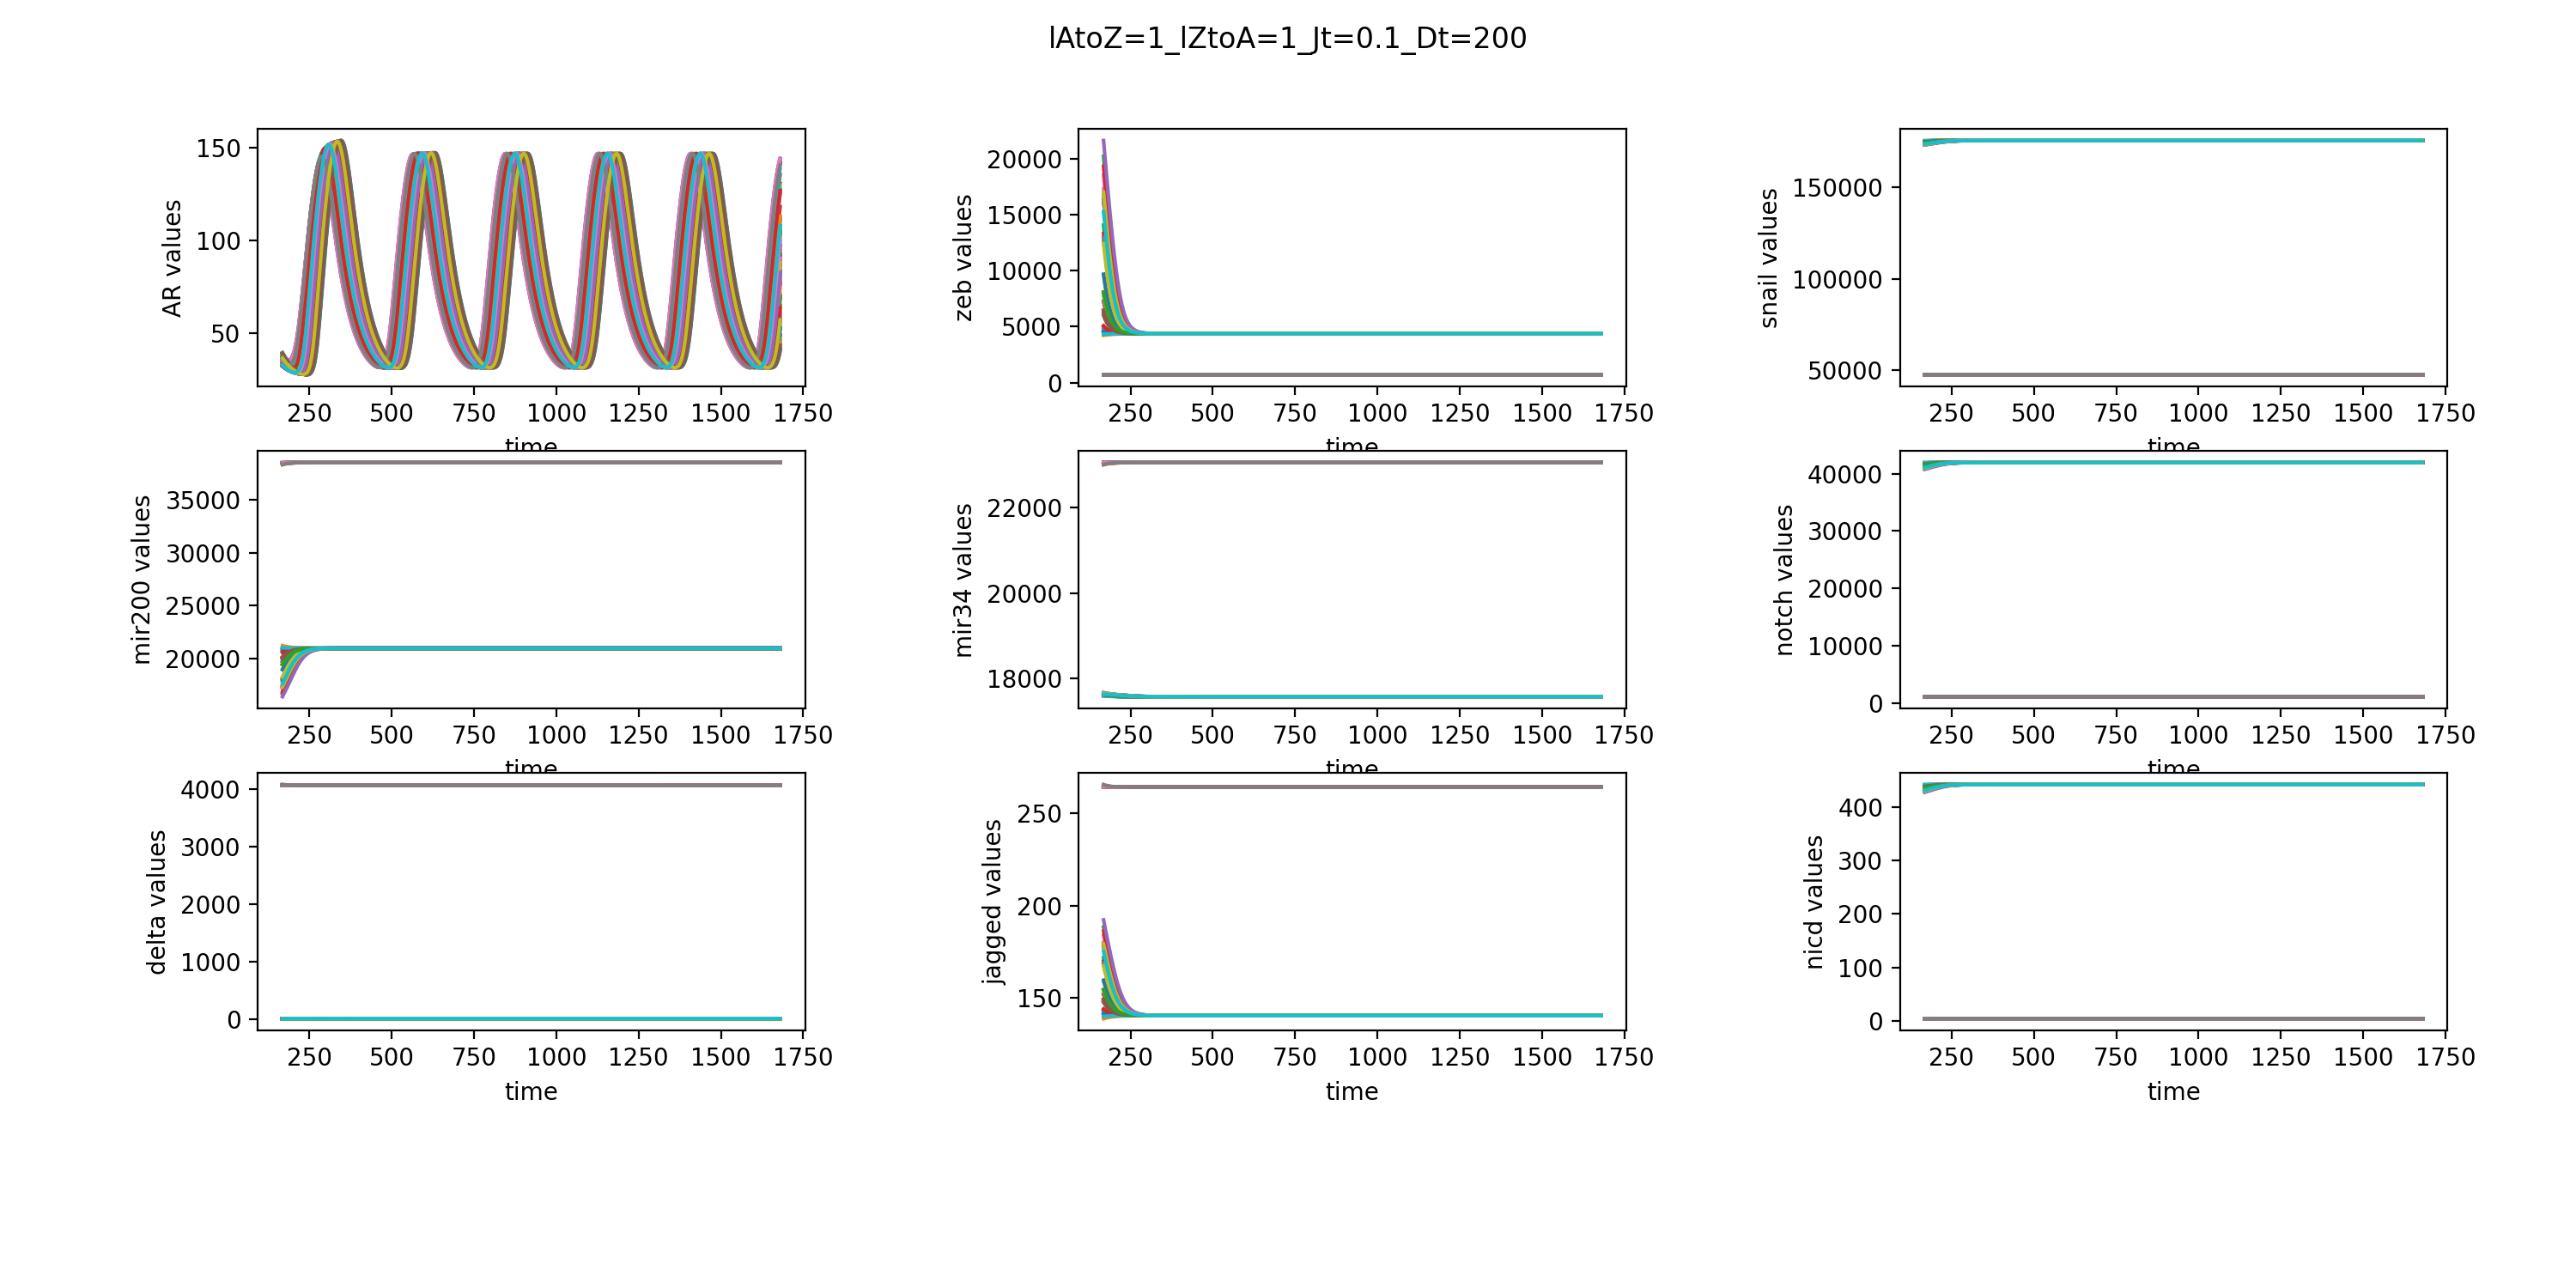 lAtoZ=1_lZtoA=1_Jt=0.1_Dt=200
AR values
150
100
50
250 500 750 1000 1250 1500 1750
time
zeb values
20000
15000
10000
5000
0
250 500 750 1000 1250 1500 1750
time
snail values
150000
100000
50000
250 500 750 1000 1250 1500 1750
time
mir200 values
35000
30000
25000
20000
250 500 750 1000 1250 1500 1750
time
mir34 values
22000
20000
18000
250 500 750 1000 1250 1500 1750
time
notch values
40000
30000
20000
10000
0
250 500 750 1000 1250 1500 1750
time
delta values
4000
3000
2000
1000
0
250 500 750 1000 1250 1500 1750
time
jagged values
250
200
150
250 500 750 1000 1250 1500 1750
time
nicd values
400
300
200
100
0
250 500 750 1000 1250 1500 1750
time